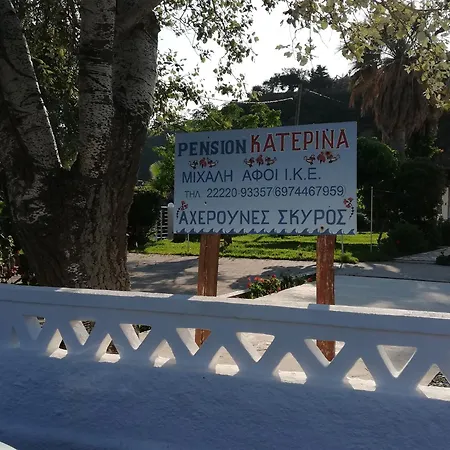 PENSION ΚΑΤΕΡΙΝΑ
ΜΙΧΑΛΗ ΑΦΟΙ Ι.Κ.Ε.
ΤΗΛ. 22220-93357/6974467959
ΑΧΕΡΟΥΝΕΣ ΣΚΥΡΟΣ